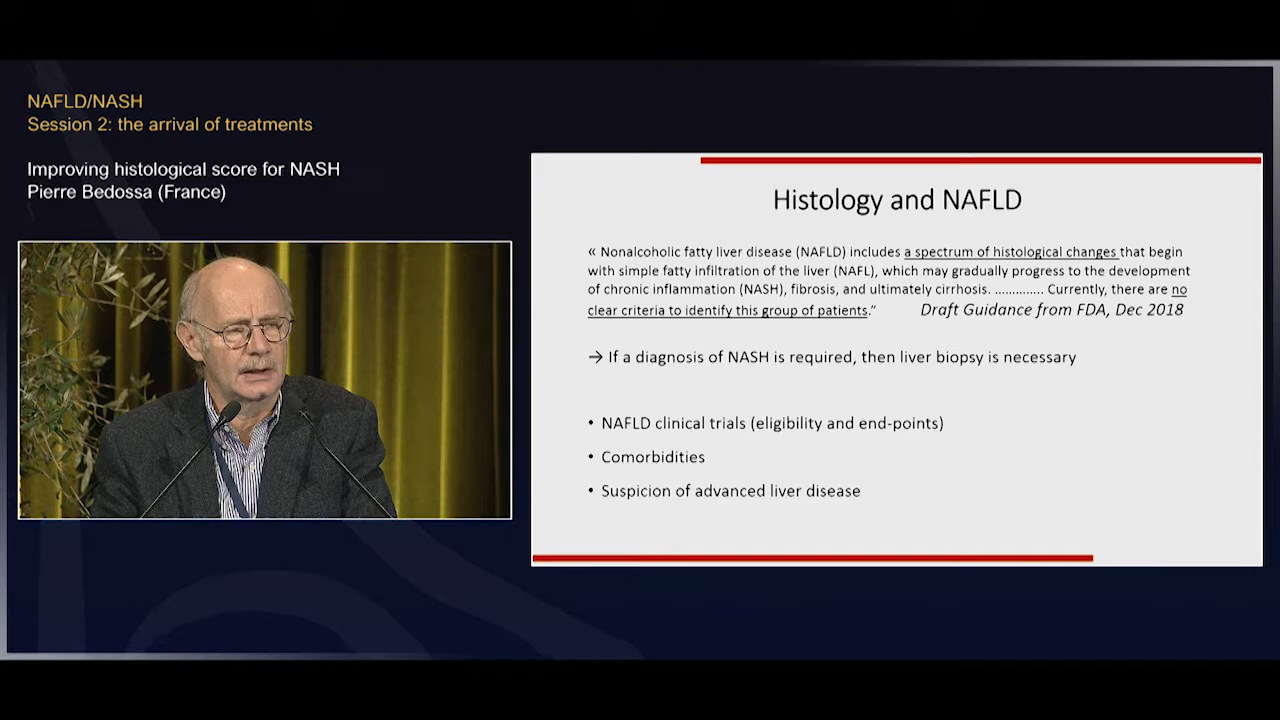 NAFLD/NASH
Session 2: the arrival of treatments
Improving histological score for NASH
Pierre Bedossa (France)
Histology and NAFLD
« Nonalcoholic fatty liver disease (NAFLD) includes a spectrum of histological changes that begin
with simple fatty infiltration of the liver (NAFL), which may gradually progress to the development
of chronic inflammation (NASH), fibrosis, and ultimately cirrhosis. .............. Currently, there are no
clear criteria to identify this group of patients.” Draft Guidance from FDA, Dec 2018
→ If a diagnosis of NASH is required, then liver biopsy is necessary
• NAFLD clinical trials (eligibility and end-points)
• Comorbidities
• Suspicion of advanced liver disease